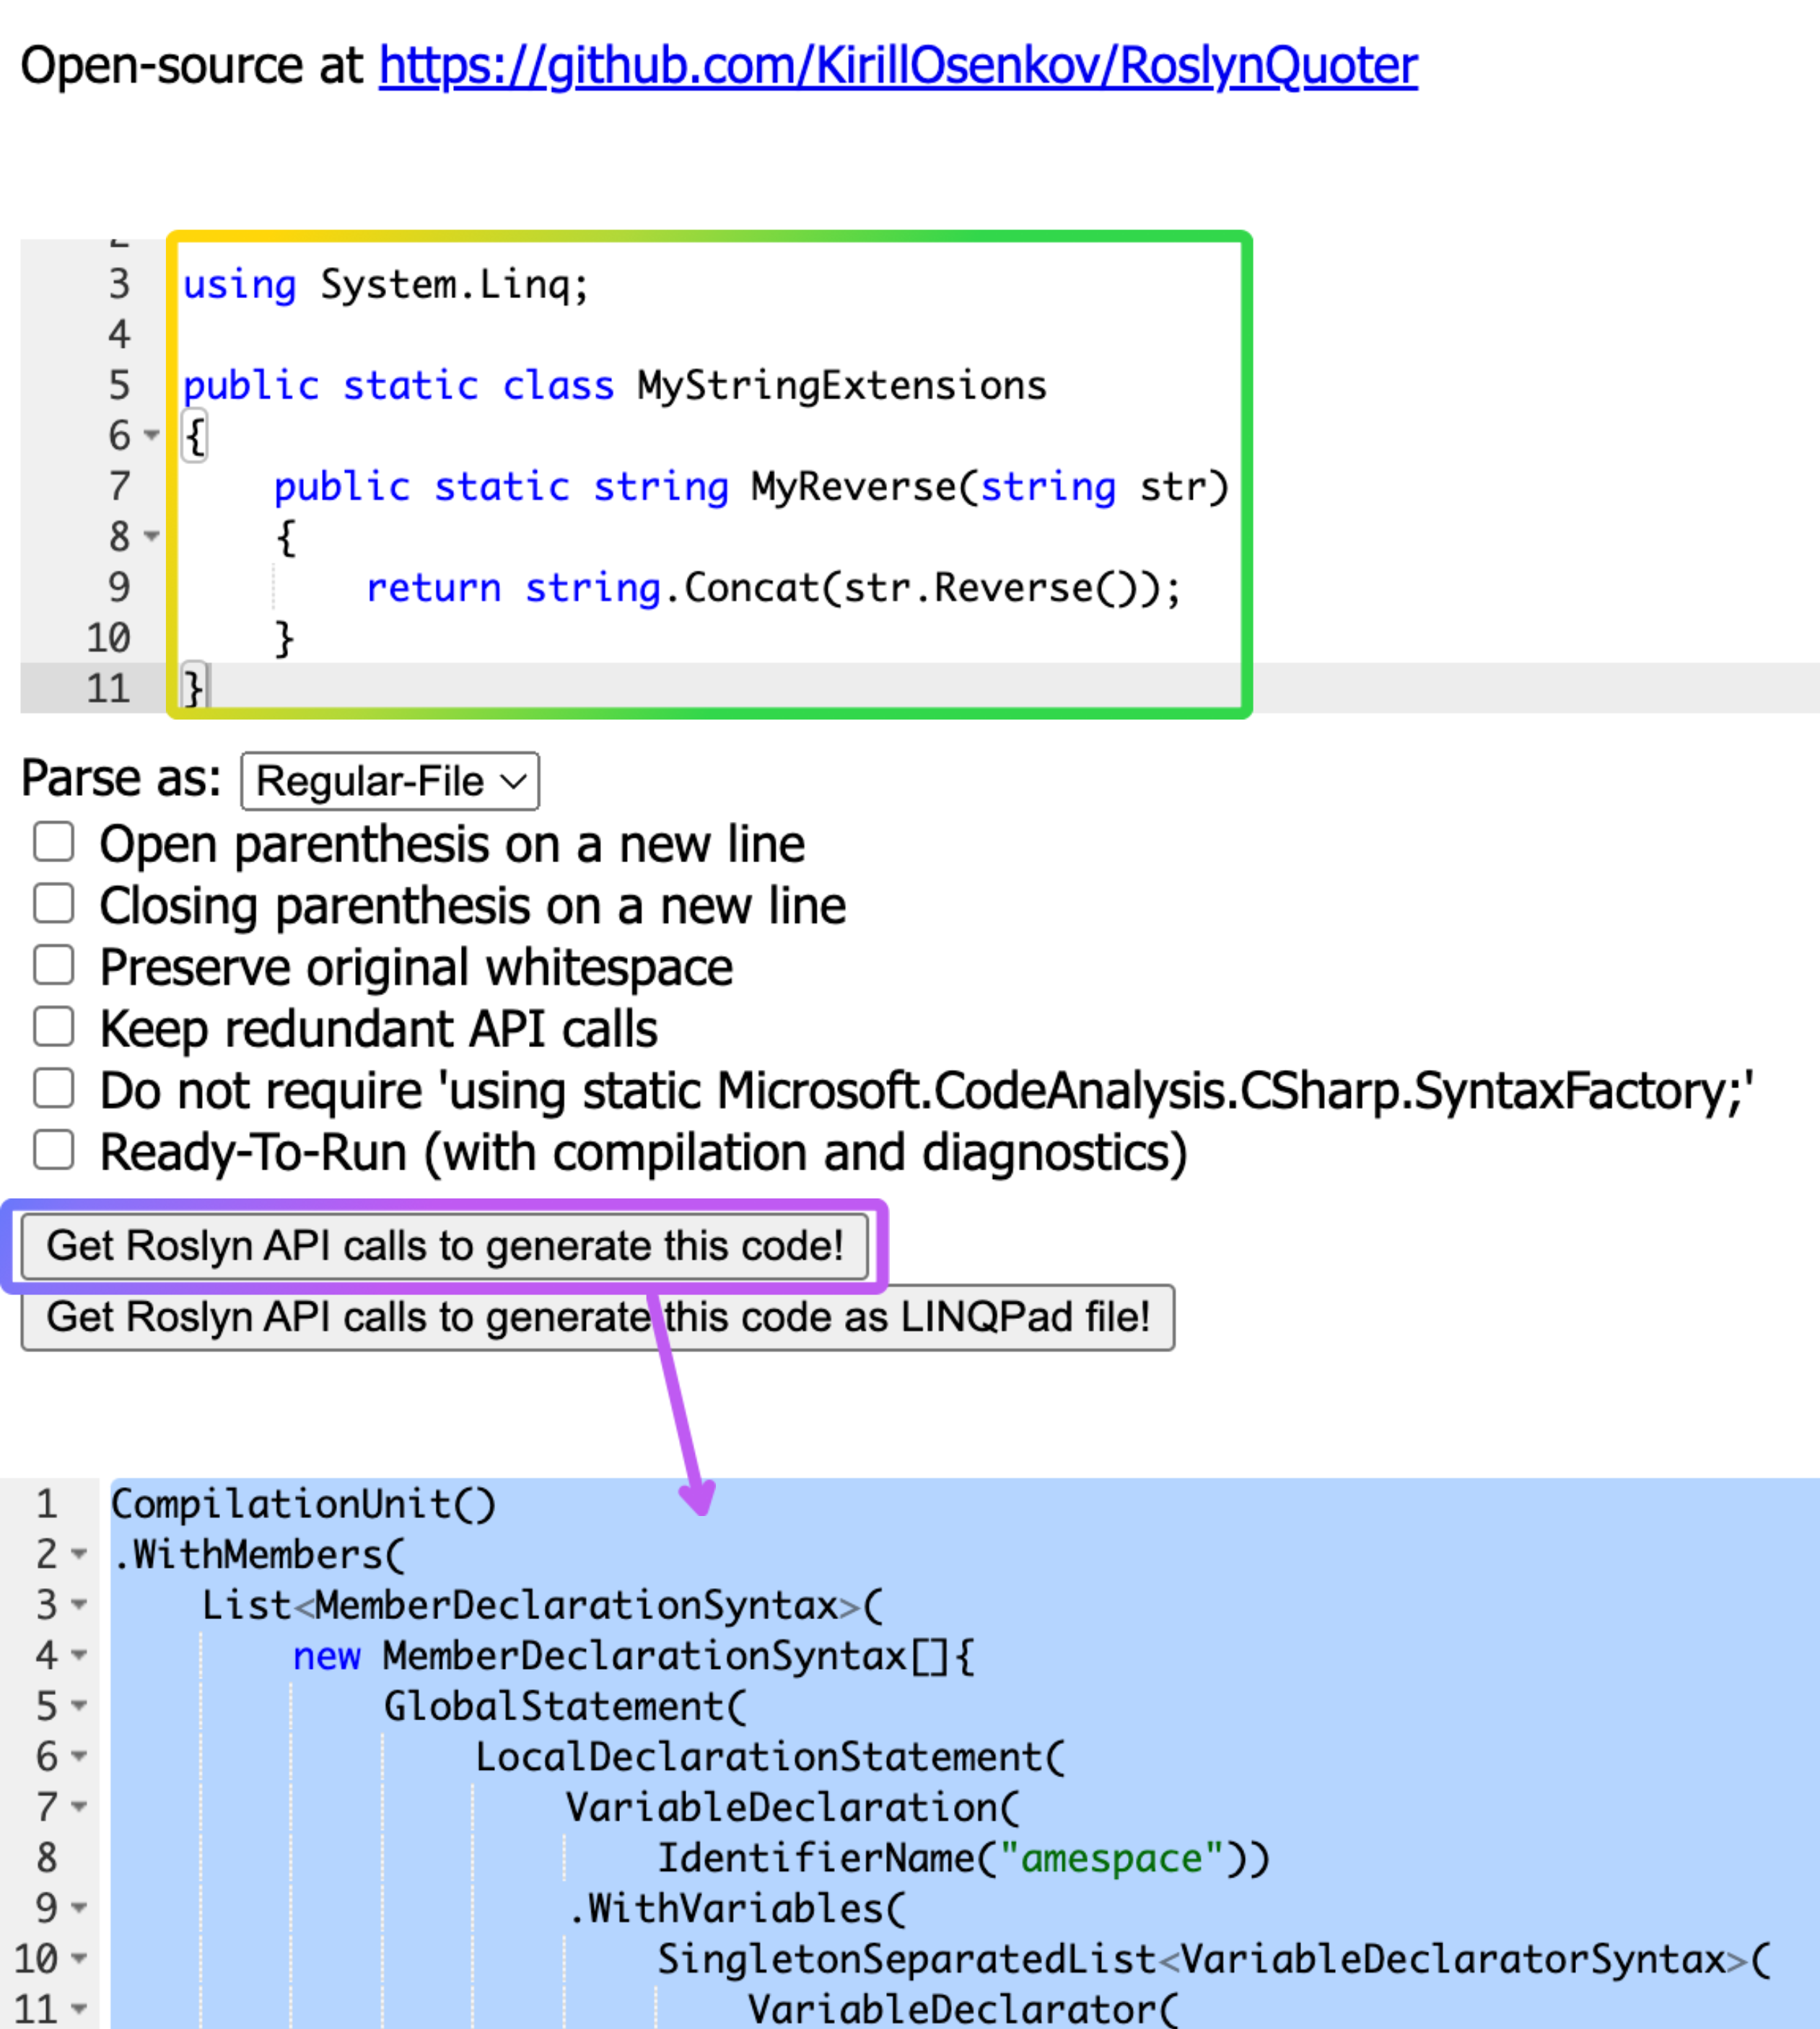 Open-source at https://github.com/KirillOsenkov/RoslynQuoter
3 using System.Linq;
4
5 public static class MyStringExtensions
6 {
7 public static string MyReverse(string str)
8 {
9 return string.Concat(str.Reverse());
10 }
11 }
Parse as: Regular-File
Open parenthesis on a new line
Closing parenthesis on a new line
Preserve original whitespace
Keep redundant API calls
Do not require 'using static Microsoft.CodeAnalysis.CSharp.SyntaxFactory;'
Ready-To-Run (with compilation and diagnostics)
Get Roslyn API calls to generate this code!
Get Roslyn API calls to generate this code as LINQPad file!
1 CompilationUnit()
2 .WithMembers(
3 List<MemberDeclarationSyntax>(
4 new MemberDeclarationSyntax[]{
5 GlobalStatement(
6 LocalDeclarationStatement(
7 VariableDeclaration(
8 IdentifierName("amespace"))
9 .WithVariables(
10 SingletonSeparatedList<VariableDeclaratorSyntax>(
11 VariableDeclarator(